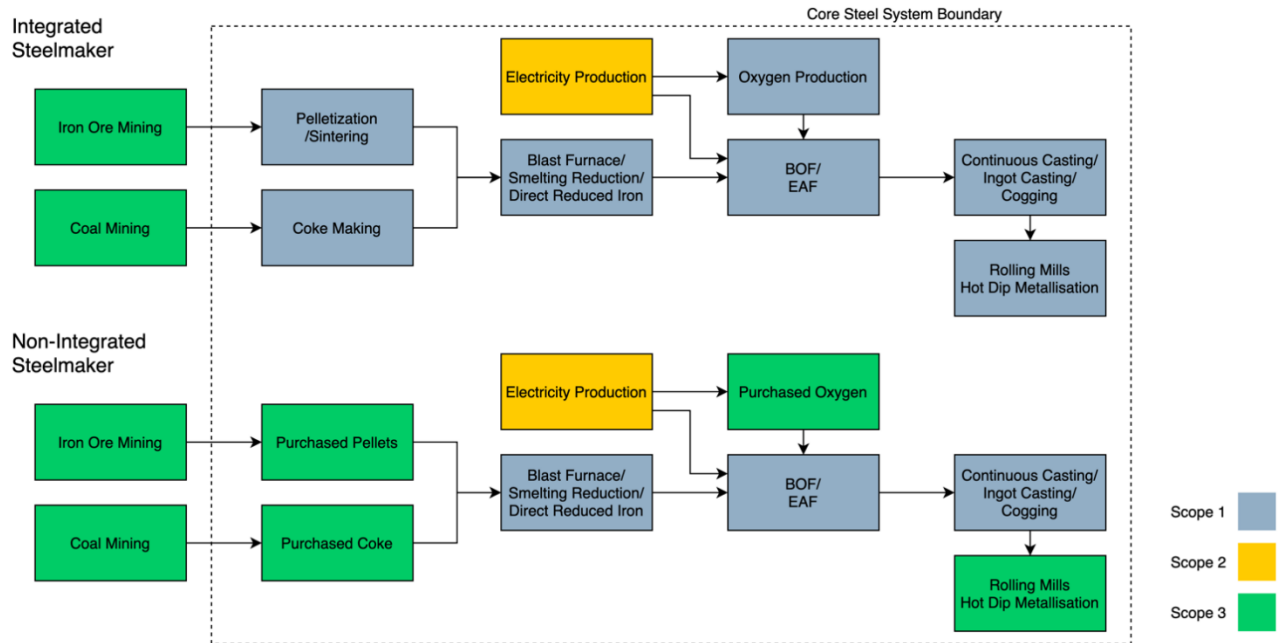 Core Steel System Boundary
Integrated
Steelmaker
Electricity Production
Oxygen Production
Iron Ore Mining
Pelletization
/Sintering
Blast Furnace/
Smelting Reduction/
Direct Reduced Iron
BOF/
EAF
Continuous Casting/
Ingot Casting/
Cogging
Coal Mining
Coke Making
Rolling Mills
Hot Dip Metallisation
Non-Integrated
Steelmaker
Electricity Production
Purchased Oxygen
Iron Ore Mining
Purchased Pellets
Blast Furnace/
Smelting Reduction/
Direct Reduced Iron
BOF/
EAF
Continuous Casting/
Ingot Casting/
Cogging
Coal Mining
Purchased Coke
Rolling Mills
Hot Dip Metallisation
Scope 1
Scope 2
Scope 3